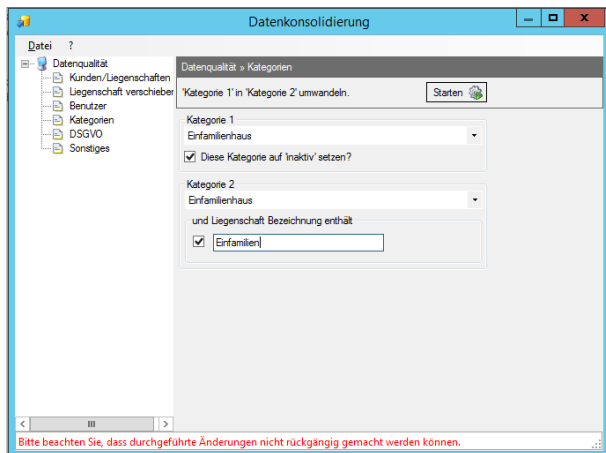 Datenkonsolidierung
Datei ?
Datenqualität
Kunden/Liegenschaften
Liegenschaft verschieber
Benutzer
Kategorien
DSGVO
Sonstiges
Datenqualität » Kategorien
'Kategorie 1' in 'Kategorie 2' umwandeln.
Starten
Kategorie 1
Einfamilienhaus
Diese Kategorie auf 'inaktiv' setzen?
Kategorie 2
Einfamilienhaus
und Liegenschaft Bezeichnung enthält
Einfamilien
Bitte beachten Sie, dass durchgeführte Änderungen nicht rückgängig gemacht werden können.